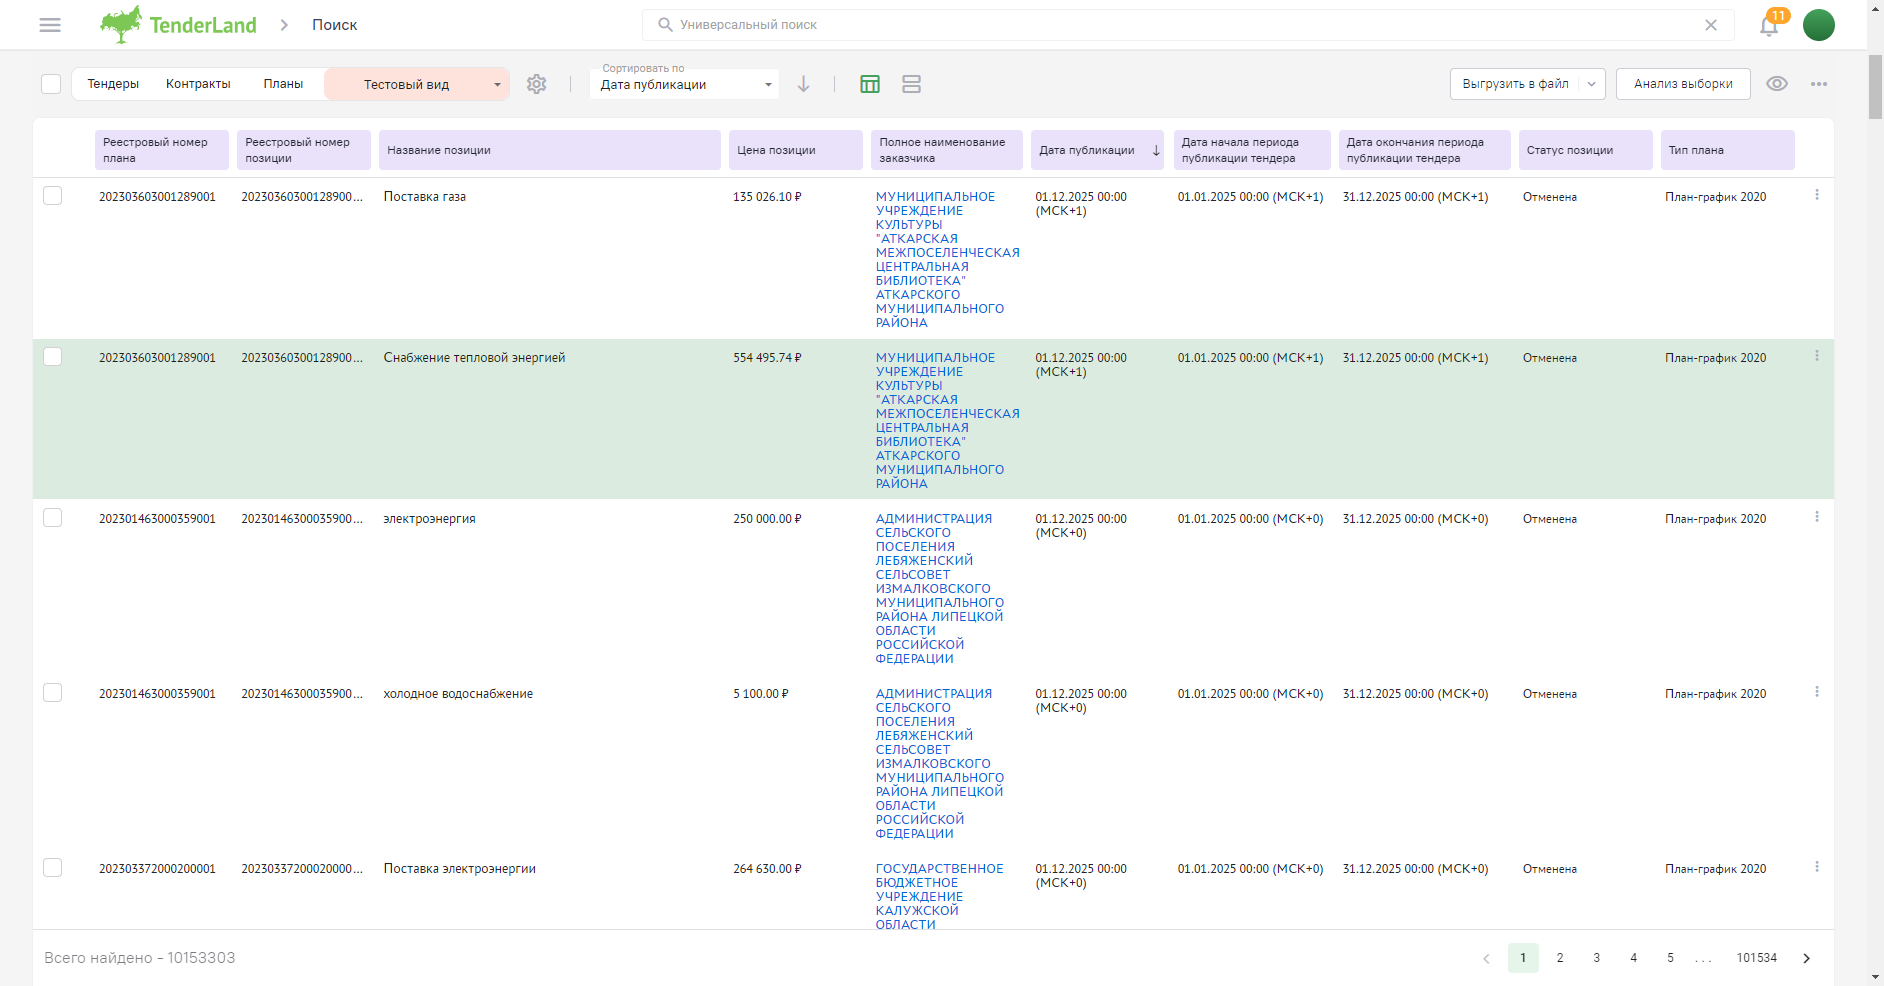 TenderLand
Поиск
Универсальный поиск
11
Тендеры
Контракты
Планы
Тестовый вид
Сортировать по
Дата публикации
Выгрузить в файл
Анализ выборки
Реестровый номер
плана
Реестровый номер
позиции
Название позиции
Цена позиции
Полное наименование
заказчика
Дата публикации
Дата начала периода
публикации тендера
Дата окончания периода
публикации тендера
Статус позиции
Тип плана
202303603001289001
20230360300128900...
Поставка газа
135 026.10 ₽
МУНИЦИПАЛЬНОЕ
УЧРЕЖДЕНИЕ
КУЛЬТУРЫ
"АТКАРСКАЯ
МЕЖПОСЕЛЕНЧЕСКАЯ
ЦЕНТРАЛЬНАЯ
БИБЛИОТЕКА"
АТКАРСКОГО
МУНИЦИПАЛЬНОГО
РАЙОНА
01.12.2025 00:00
(МСК+1)
01.01.2025 00:00 (МСК+1)
31.12.2025 00:00 (МСК+1)
Отменена
План-график 2020
202303603001289001
20230360300128900...
Снабжение тепловой энергией
554 495.74 ₽
МУНИЦИПАЛЬНОЕ
УЧРЕЖДЕНИЕ
КУЛЬТУРЫ
"АТКАРСКАЯ
МЕЖПОСЕЛЕНЧЕСКАЯ
ЦЕНТРАЛЬНАЯ
БИБЛИОТЕКА"
АТКАРСКОГО
МУНИЦИПАЛЬНОГО
РАЙОНА
01.12.2025 00:00
(МСК+1)
01.01.2025 00:00 (МСК+1)
31.12.2025 00:00 (МСК+1)
Отменена
План-график 2020
202301463000359001
20230146300035900...
электроэнергия
250 000.00 ₽
АДМИНИСТРАЦИЯ
СЕЛЬСКОГО
ПОСЕЛЕНИЯ
ЛЕБЯЖЕНСКИЙ
СЕЛЬСОВЕТ
ИЗМАЛКОВСКОГО
МУНИЦИПАЛЬНОГО
РАЙОНА ЛИПЕЦКОЙ
ОБЛАСТИ
РОССИЙСКОЙ
ФЕДЕРАЦИИ
01.12.2025 00:00
(МСК+0)
01.01.2025 00:00 (МСК+0)
31.12.2025 00:00 (МСК+0)
Отменена
План-график 2020
202301463000359001
20230146300035900...
холодное водоснабжение
5 100.00 ₽
АДМИНИСТРАЦИЯ
СЕЛЬСКОГО
ПОСЕЛЕНИЯ
ЛЕБЯЖЕНСКИЙ
СЕЛЬСОВЕТ
ИЗМАЛКОВСКОГО
МУНИЦИПАЛЬНОГО
РАЙОНА ЛИПЕЦКОЙ
ОБЛАСТИ
РОССИЙСКОЙ
ФЕДЕРАЦИИ
01.12.2025 00:00
(МСК+0)
01.01.2025 00:00 (МСК+0)
31.12.2025 00:00 (МСК+0)
Отменена
План-график 2020
202303372000200001
20230337200020000...
Поставка электроэнергии
264 630.00 ₽
ГОСУДАРСТВЕННОЕ
БЮДЖЕТНОЕ
УЧРЕЖДЕНИЕ
КАЛУЖСКОЙ
ОБЛАСТИ
01.12.2025 00:00
(МСК+0)
01.01.2025 00:00 (МСК+0)
31.12.2025 00:00 (МСК+0)
Отменена
План-график 2020
Всего найдено - 10153303
1 2 3 4 5 ... 101534